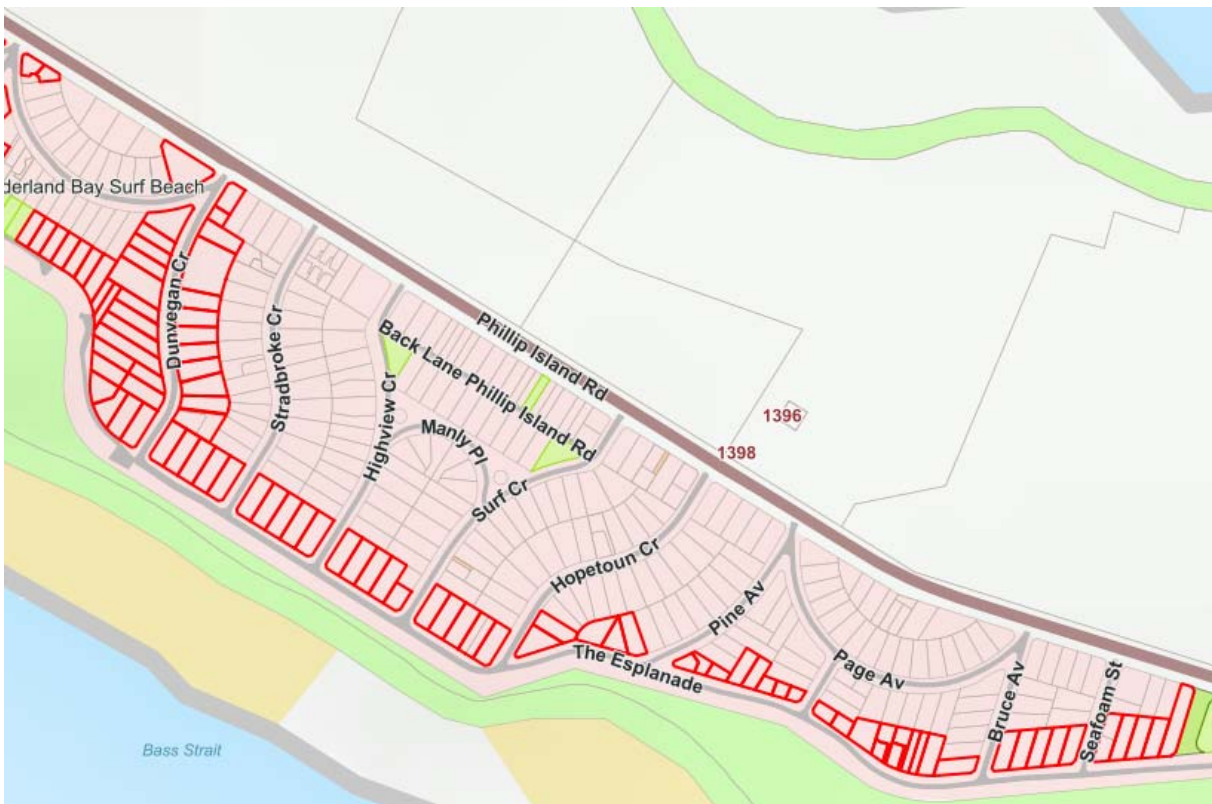 derland Bay Surf Beach
Dunvegan Cr
Stradbroke Cr
Highview Cr
Back Lane Phillip Island Rd
Phillip Island Rd
Manly Pl
Surf Cr
1396
1398
Hopetoun Cr
Pine Av
The Esplanade
Page Av
Bruce Av
Seafoam St
Bass Strait